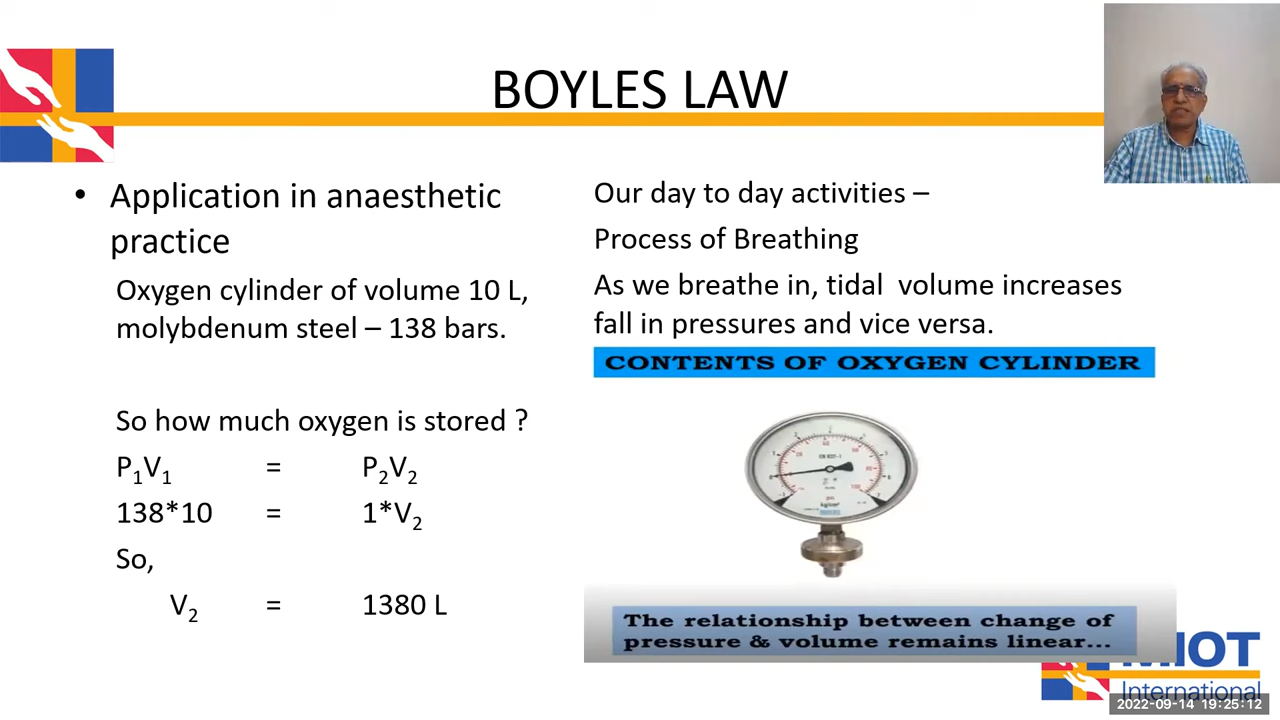 BOYLES LAW
• Application in anaesthetic
practice
Oxygen cylinder of volume 10 L,
molybdenum steel – 138 bars.
So how much oxygen is stored ?
P₁V₁ = P₂V₂
138*10 = 1*V₂
So,
V₂ = 1380 L
Our day to day activities –
Process of Breathing
As we breathe in, tidal volume increases
fall in pressures and vice versa.
CONTENTS OF OXYGEN CYLINDER
The relationship between change of
pressure & volume remains linear...
MIOT
International
2022-09-14 19:25:12